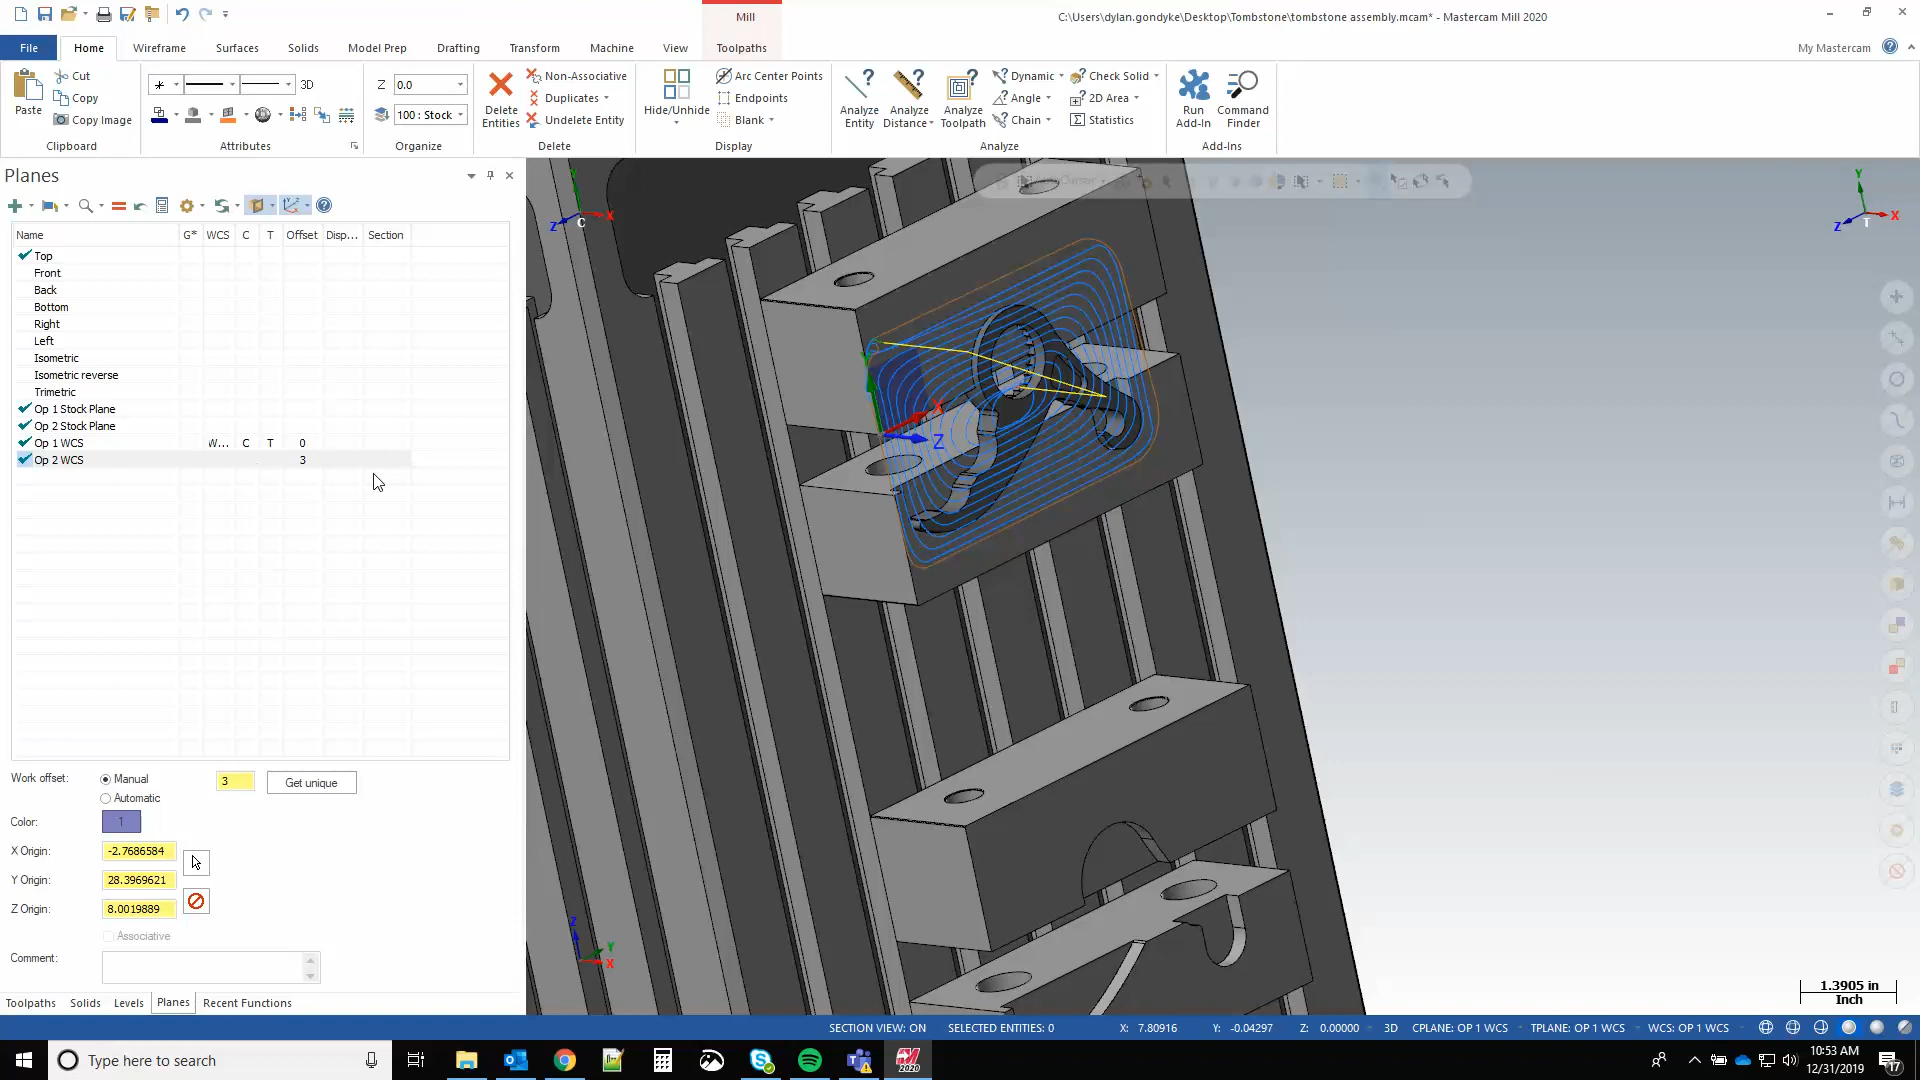 Mill
C:\Users\dylan.gondyke\Desktop\Tombstone\tombstone assembly.mcam* - Mastercam Mill 2020
File Home Wireframe Surfaces Solids Model Prep Drafting Transform Machine View Toolpaths My Mastercam
Paste
Cut
Copy
Copy Image
Clipboard
3D
Attributes
Z 0.0
100 : Stock
Organize
Delete Entities
Non-Associative
Duplicates
Undelete Entity
Delete
Hide/Unhide
Arc Center Points
Endpoints
Blank
Display
Analyze Entity
Analyze Distance
Analyze Toolpath
Dynamic
Angle
Chain
Check Solid
2D Area
Statistics
Analyze
Run Add-In
Command Finder
Add-Ins
Planes
Name G* WCS C T Offset Disp... Section
Top
Front
Back
Bottom
Right
Left
Isometric
Isometric reverse
Trimetric
Op 1 Stock Plane
Op 2 Stock Plane
Op 1 WCS W... C T 0
Op 2 WCS 3
Work offset: Manual 3 Get unique
Automatic
Color: 1
X Origin: -2.7686584
Y Origin: 28.3969621
Z Origin: 8.0019889
Associative
Comment:
Toolpaths Solids Levels Planes Recent Functions
Y
X
Z
C
Y
X
Z
T
X
Z
Z
Y
X
1.3905 in
Inch
SECTION VIEW: ON SELECTED ENTITIES: 0 X: 7.80916 Y: -0.04297 Z: 0.00000 3D CPLANE: OP 1 WCS TPLANE: OP 1 WCS WCS: OP 1 WCS
Type here to search
2020
10:53 AM
12/31/2019
17